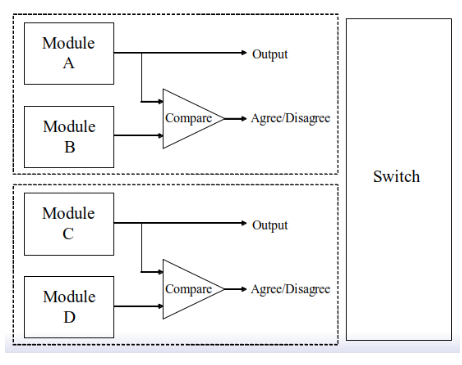 Module
A
Output
Compare
Agree/Disagree
Module
B
Switch
Module
C
Output
Compare
Agree/Disagree
Module
D